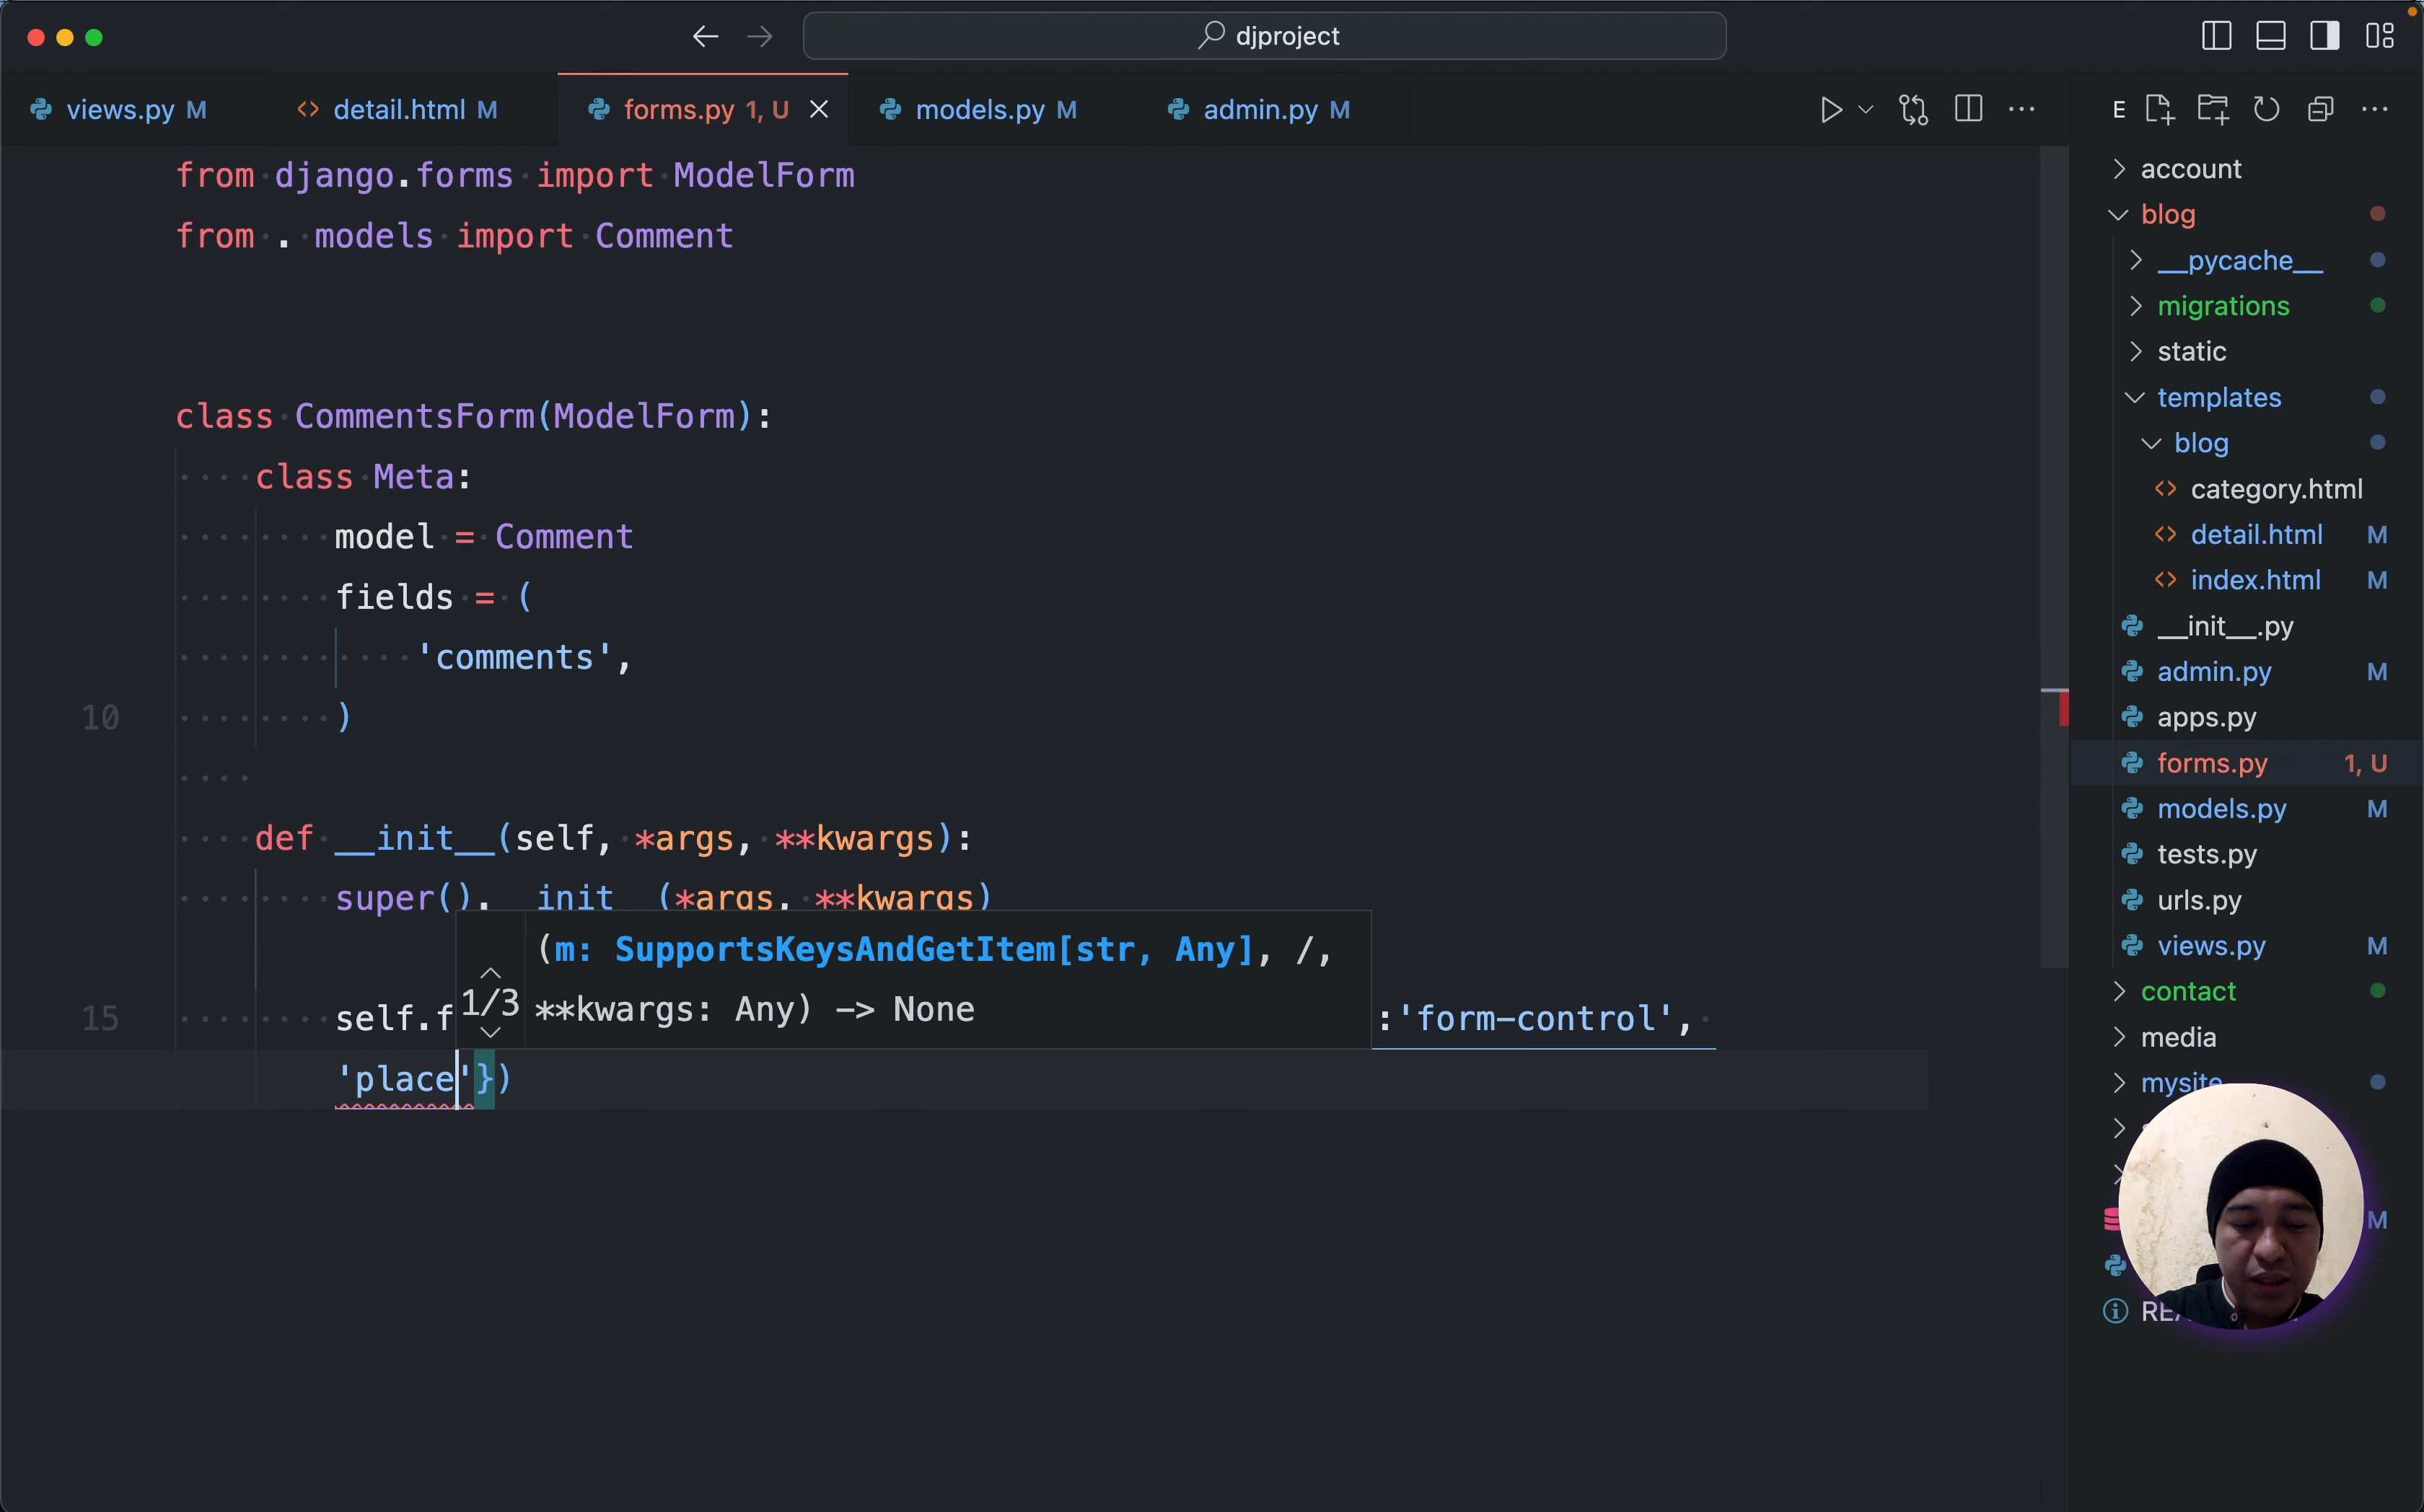 djproject
views.py M
detail.html M
forms.py 1, U
models.py M
admin.py M
E
from django.forms import ModelForm
from . models import Comment
class CommentsForm(ModelForm):
class Meta:
model = Comment
fields = (
'comments',
10 )
def __init__(self, *args, **kwargs):
super().__init__(*args, **kwargs)
(m: SupportsKeysAndGetItem[str, Any], /,
1/3 **kwargs: Any) -> None
15 self.f :'form-control',
'place'})
account
blog
__pycache__
migrations
static
templates
blog
category.html
detail.html M
index.html M
__init__.py
admin.py M
apps.py
forms.py 1, U
models.py M
tests.py
urls.py
views.py M
contact
media
mysite
M